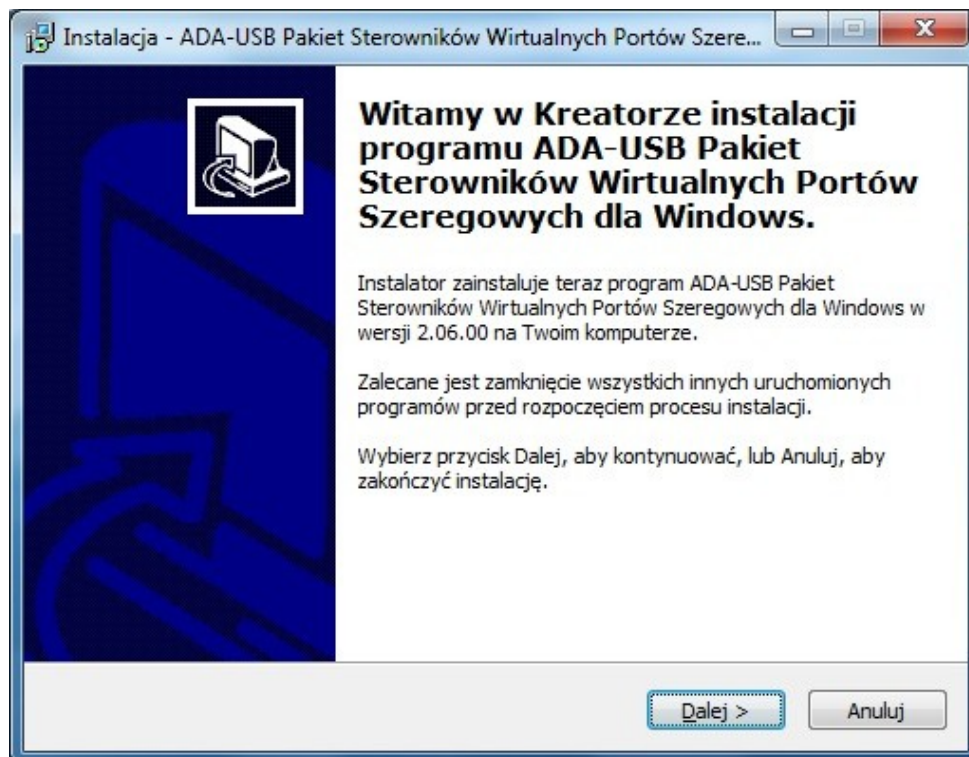 Instalacja - ADA-USB Pakiet Sterowników Wirtualnych Portów Szere...
Witamy w Kreatorze instalacji
programu ADA-USB Pakiet
Sterowników Wirtualnych Portów
Szeregowych dla Windows.
Instalator zainstaluje teraz program ADA-USB Pakiet
Sterowników Wirtualnych Portów Szeregowych dla Windows w
wersji 2.06.00 na Twoim komputerze.
Zalecane jest zamknięcie wszystkich innych uruchomionych
programów przed rozpoczęciem procesu instalacji.
Wybierz przycisk Dalej, aby kontynuować, lub Anuluj, aby
zakończyć instalację.
Dalej > Anuluj